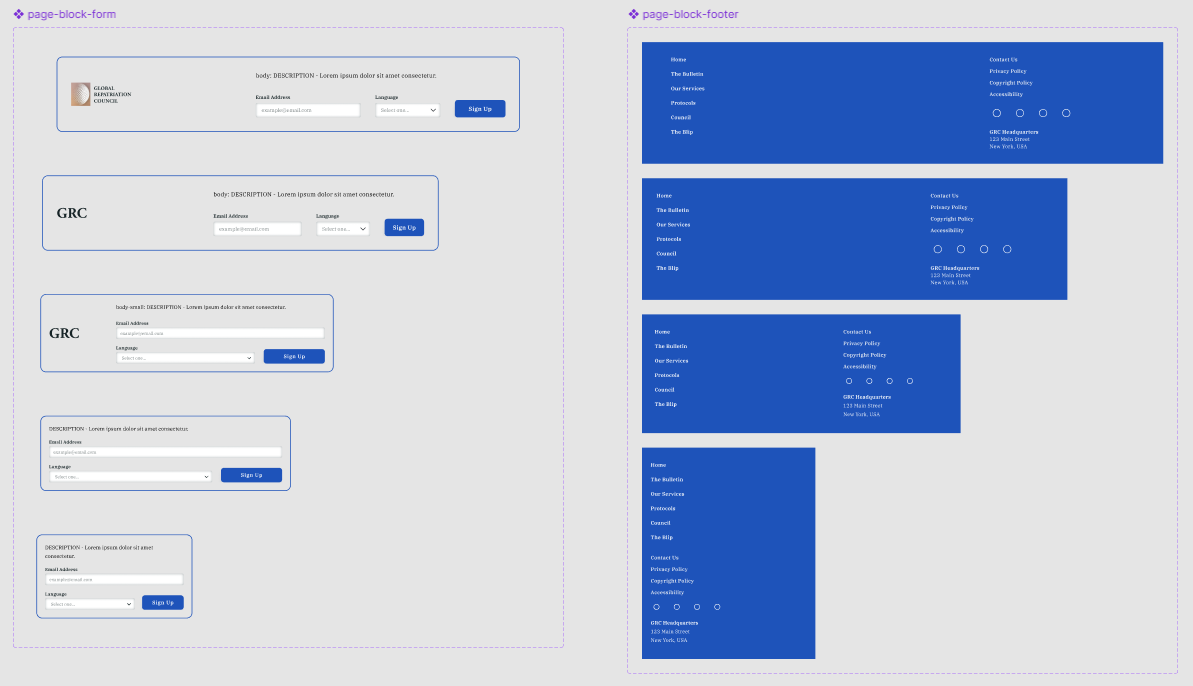 page-block-form
GLOBAL
REPATRIATION
COUNCIL
body: DESCRIPTION - Lorem ipsum dolor sit amet consectetur.
Email Address
Language
example@email.com
Select one...
Sign Up
GRC
body: DESCRIPTION - Lorem ipsum dolor sit amet consectetur.
Email Address
Language
example@email.com
Select one...
Sign Up
GRC
body-small: DESCRIPTION - Lorem ipsum dolor sit amet consectetur.
Email Address
example@email.com
Language
Select one...
Sign Up
DESCRIPTION - Lorem ipsum dolor sit amet consectetur.
Email Address
example@email.com
Language
Select one...
Sign Up
DESCRIPTION - Lorem ipsum dolor sit amet
consectetur.
Email Address
example@email.com
Language
Select one...
Sign Up
page-block-footer
Home
The Bulletin
Our Services
Protocols
Council
The Blip
Contact Us
Privacy Policy
Copyright Policy
Accessibility
GRC Headquarters
123 Main Street
New York, USA
Home
The Bulletin
Our Services
Protocols
Council
The Blip
Contact Us
Privacy Policy
Copyright Policy
Accessibility
GRC Headquarters
123 Main Street
New York, USA
Home
The Bulletin
Our Services
Protocols
Council
The Blip
Contact Us
Privacy Policy
Copyright Policy
Accessibility
GRC Headquarters
123 Main Street
New York, USA
Home
The Bulletin
Our Services
Protocols
Council
The Blip
Contact Us
Privacy Policy
Copyright Policy
Accessibility
GRC Headquarters
123 Main Street
New York, USA